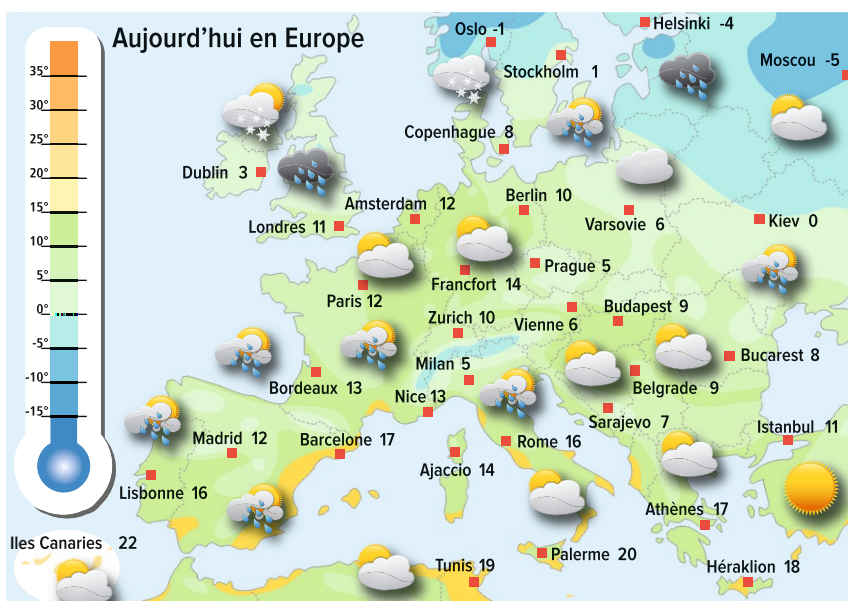 Aujourd'hui en Europe
35°
30°
25°
20°
15°
10°
5°
0°
-5°
-10°
-15°
Oslo -1
Helsinki -4
Stockholm 1
Moscou -5
Copenhague 8
Dublin 3
Amsterdam 12
Berlin 10
Londres 11
Varsovie 6
Kiev 0
Prague 5
Francfort 14
Paris 12
Budapest 9
Zurich 10
Vienne 6
Bucarest 8
Milan 5
Bordeaux 13
Belgrade 9
Nice 13
Sarajevo 7
Istanbul 11
Madrid 12
Barcelone 17
Rome 16
Ajaccio 14
Lisbonne 16
Athènes 17
Iles Canaries 22
Tunis 19
Palerme 20
Héraklion 18